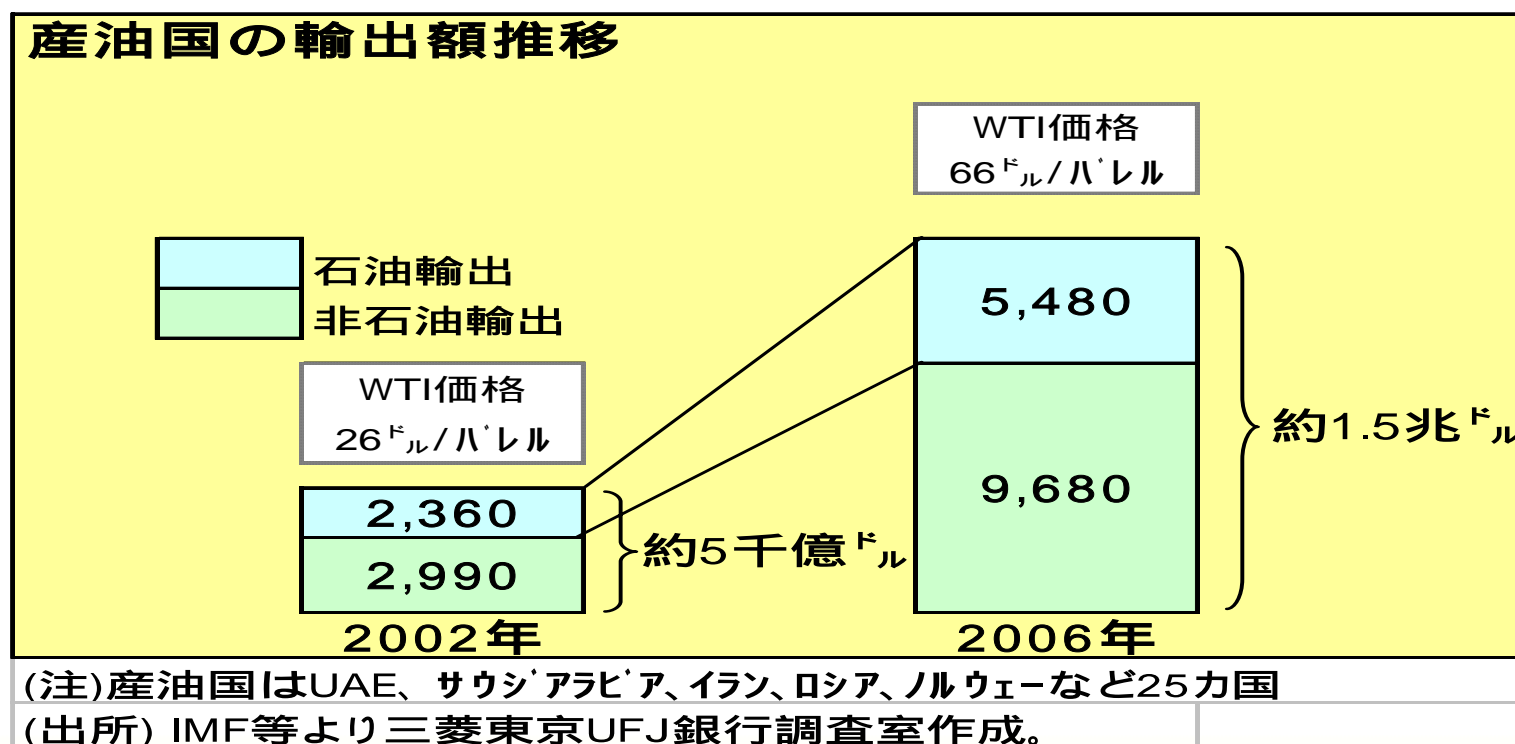 産油国の輸出額推移
WTI価格
66ドル/バレル
石油輸出
非石油輸出
5,480
WTI価格
26ドル/バレル
約1.5兆ドル
9,680
2,360
約5千億ドル
2,990
2002年
2006年
(注)産油国はUAE、サウジアラビア、イラン、ロシア、ノルウェーなど25カ国
(出所) IMF等より三菱東京UFJ銀行調査室作成。